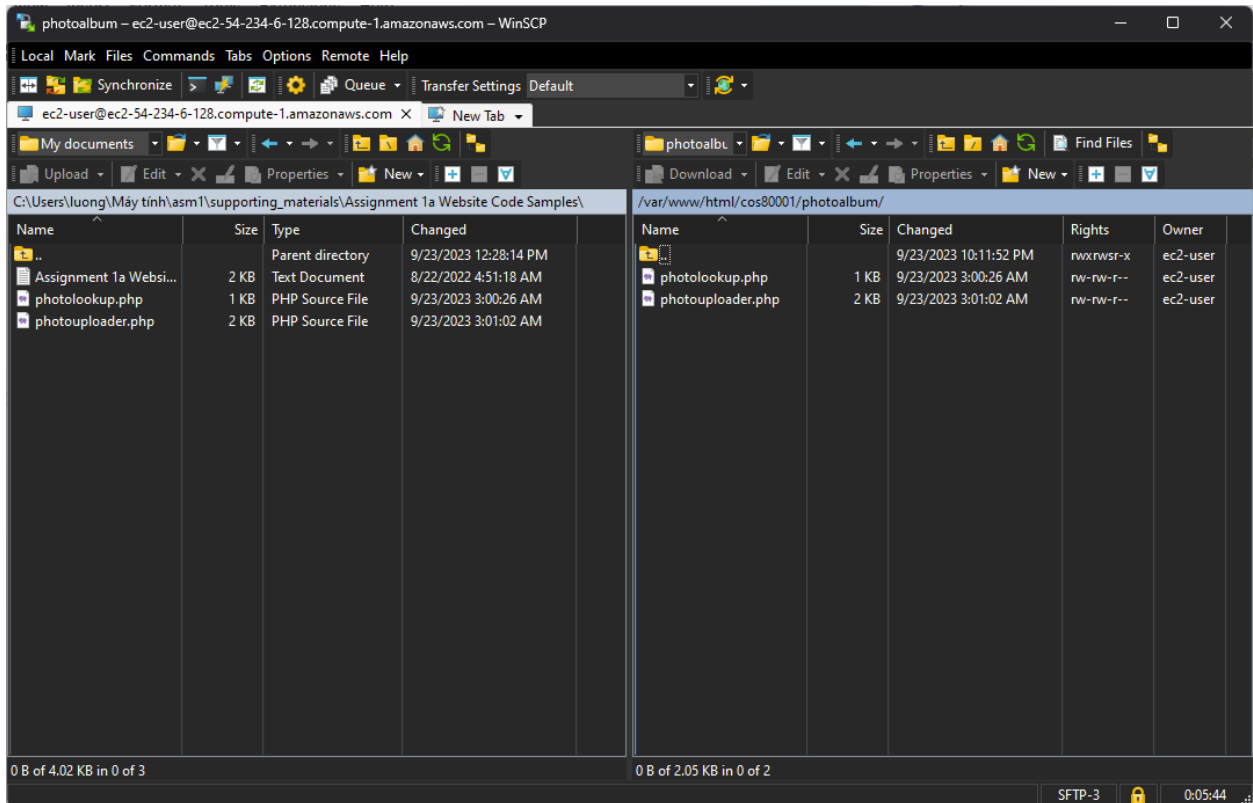 photoalbum – ec2-user@ec2-54-234-6-128.compute-1.amazonaws.com – WinSCP
Local Mark Files Commands Tabs Options Remote Help
Synchronize Queue Transfer Settings Default
ec2-user@ec2-54-234-6-128.compute-1.amazonaws.com New Tab
My documents
Upload Edit Properties New
C:\Users\luong\Máy tính\asm1\supporting_materials\Assignment 1a Website Code Samples\
Name Size Type Changed
.. Parent directory 9/23/2023 12:28:14 PM
Assignment 1a Websi... 2 KB Text Document 8/22/2022 4:51:18 AM
photolookup.php 1 KB PHP Source File 9/23/2023 3:00:26 AM
photouploader.php 2 KB PHP Source File 9/23/2023 3:01:02 AM
0 B of 4.02 KB in 0 of 3
photoalbu Find Files
Download Edit Properties New
/var/www/html/cos80001/photoalbum/
Name Size Changed Rights Owner
.. 9/23/2023 10:11:52 PM rwxrwsr-x ec2-user
photolookup.php 1 KB 9/23/2023 3:00:26 AM rw-rw-r-- ec2-user
photouploader.php 2 KB 9/23/2023 3:01:02 AM rw-rw-r-- ec2-user
0 B of 2.05 KB in 0 of 2
SFTP-3 0:05:44